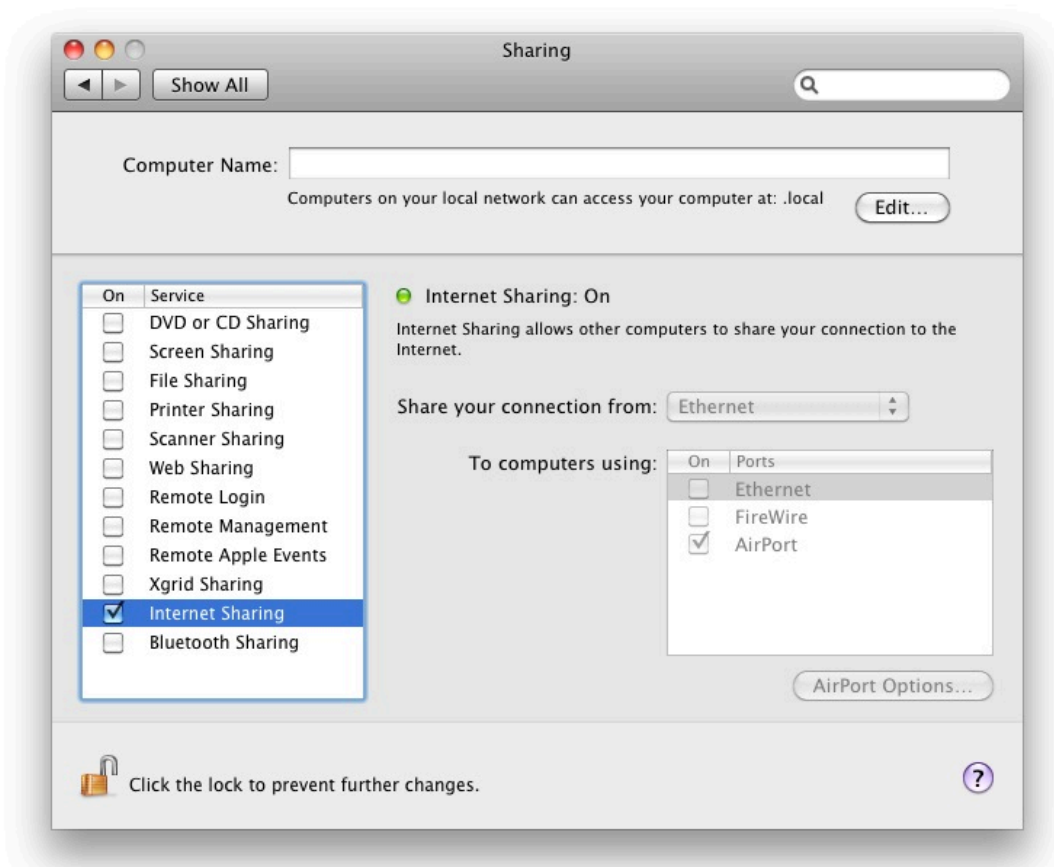 Sharing
Show All
Computer Name:
Computers on your local network can access your computer at: .local
Edit...
On Service
DVD or CD Sharing
Screen Sharing
File Sharing
Printer Sharing
Scanner Sharing
Web Sharing
Remote Login
Remote Management
Remote Apple Events
Xgrid Sharing
Internet Sharing
Bluetooth Sharing
Internet Sharing: On
Internet Sharing allows other computers to share your connection to the
Internet.
Share your connection from: Ethernet
To computers using:
On Ports
Ethernet
FireWire
AirPort
AirPort Options...
Click the lock to prevent further changes.
?